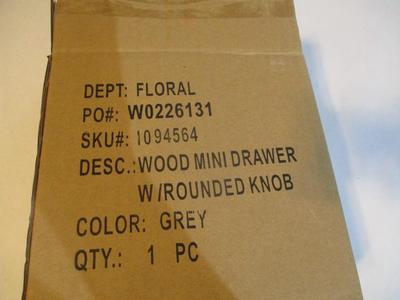 DEPT: FLORAL
PO#: W0226131
SKU#: 1094564
DESC.: WOOD MINI DRAWER
W/ROUNDED KNOB
COLOR: GREY
QTY.: 1 PC